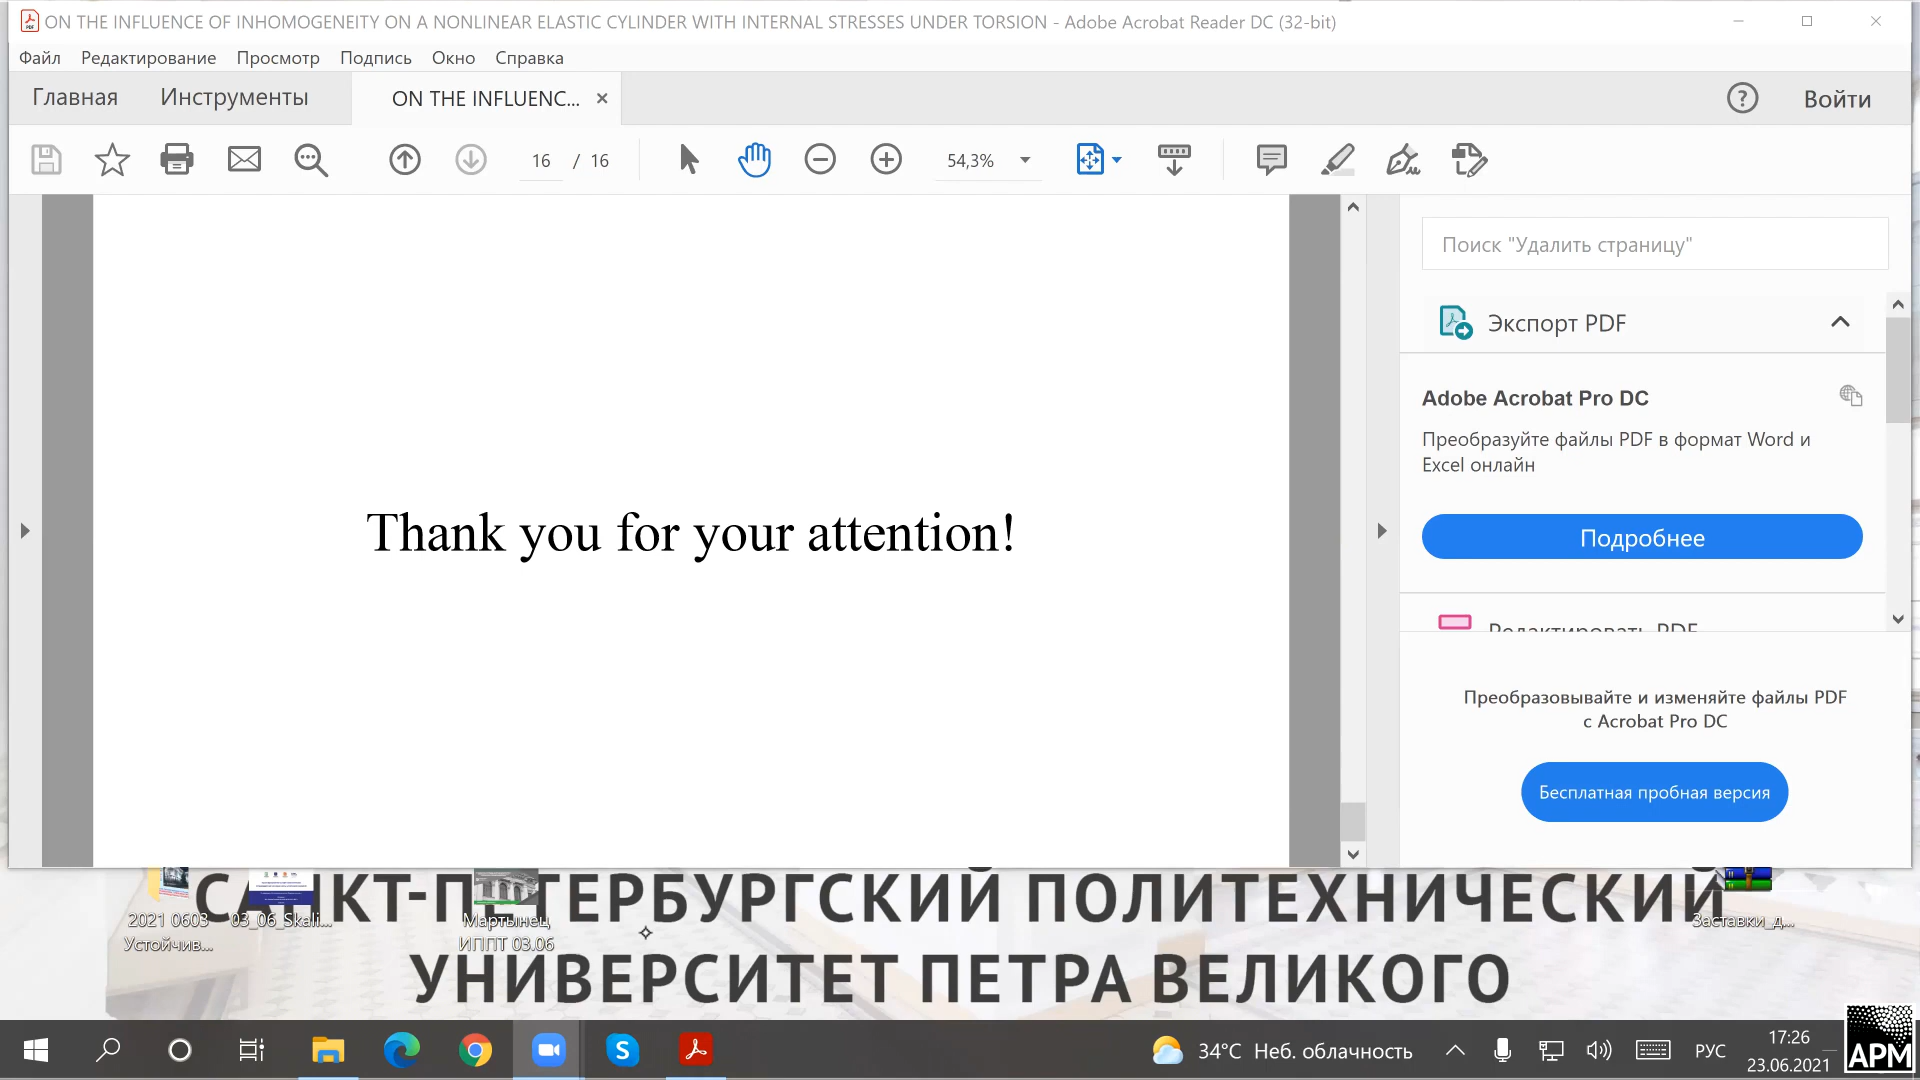 ON THE INFLUENCE OF INHOMOGENEITY ON A NONLINEAR ELASTIC CYLINDER WITH INTERNAL STRESSES UNDER TORSION - Adobe Acrobat Reader DC (32-bit)
Файл Редактирование Просмотр Подпись Окно Справка
Главная Инструменты ON THE INFLUENC... Войти
16 / 16 54,3%
Поиск "Удалить страницу"
Экспорт PDF
Adobe Acrobat Pro DC
Преобразуйте файлы PDF в формат Word и
Excel онлайн
Подробнее
Редактировать PDF
Thank you for your attention!
Преобразовывайте и изменяйте файлы PDF
с Acrobat Pro DC
Бесплатная пробная версия
САНКТ-ПЕТЕРБУРГСКИЙ ПОЛИТЕХНИЧЕСКИЙ
УНИВЕРСИТЕТ ПЕТРА ВЕЛИКОГО
2021 0603
Устойчив...
03_06_Skali...
Мартынец
ИППТ 03.06
Заставки_д...
34°C Неб. облачность
РУС
17:26
23.06.2021
APM